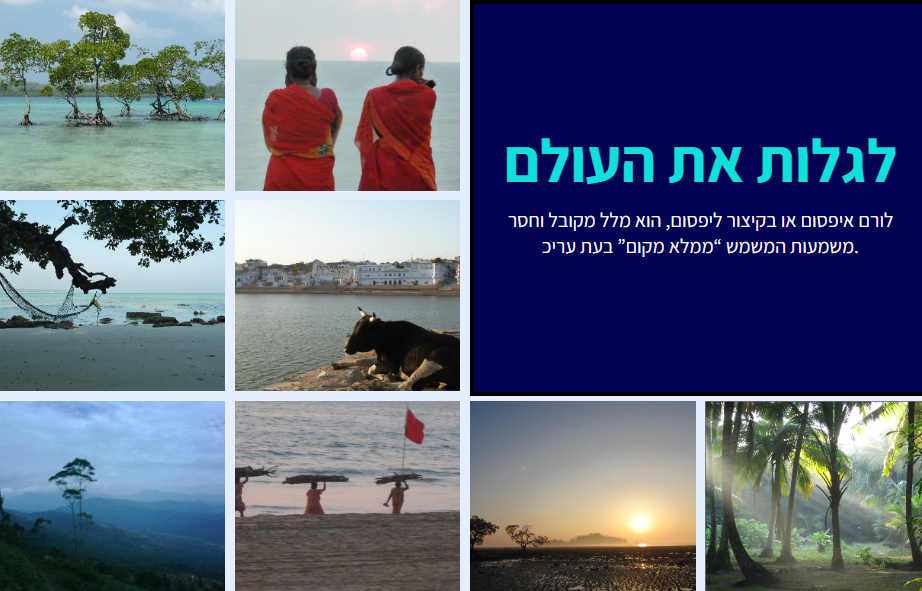 לגלות את העולם
לורם איפסום או בקיצור ליפסום, הוא מלל מקובל וחסר
.משמעות המשמש “ממלא מקום” בעת עריכ